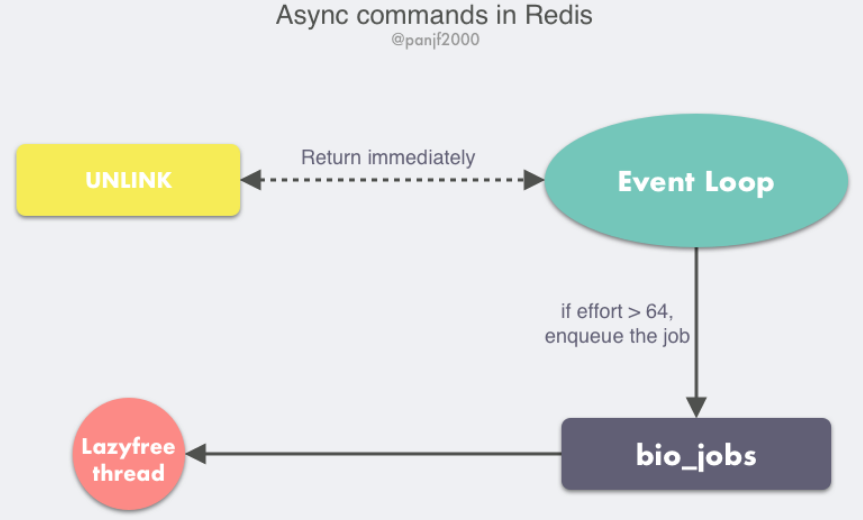 Async commands in Redis
@panjf2000
UNLINK
Return immediately
Event Loop
if effort > 64,
enqueue the job
Lazyfree
thread
bio_jobs